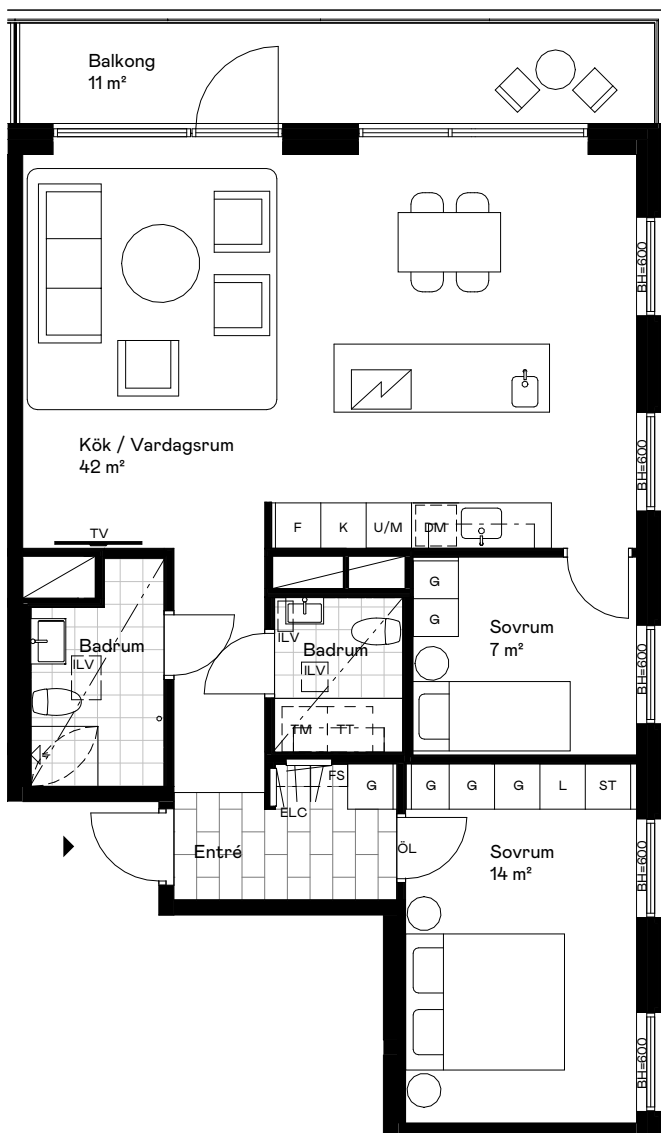 Balkong
11 m²
BH=600
Kök / Vardagsrum
42 m²
BH=600
TV
F K U/M DM
G
G
Sovrum
7 m²
BH=600
Badrum
ILV
ILV
Badrum
ILV
TM TT
FS
G
ELC
G G G L ST
Entré
ÖL
Sovrum
14 m²
BH=600
BH=600